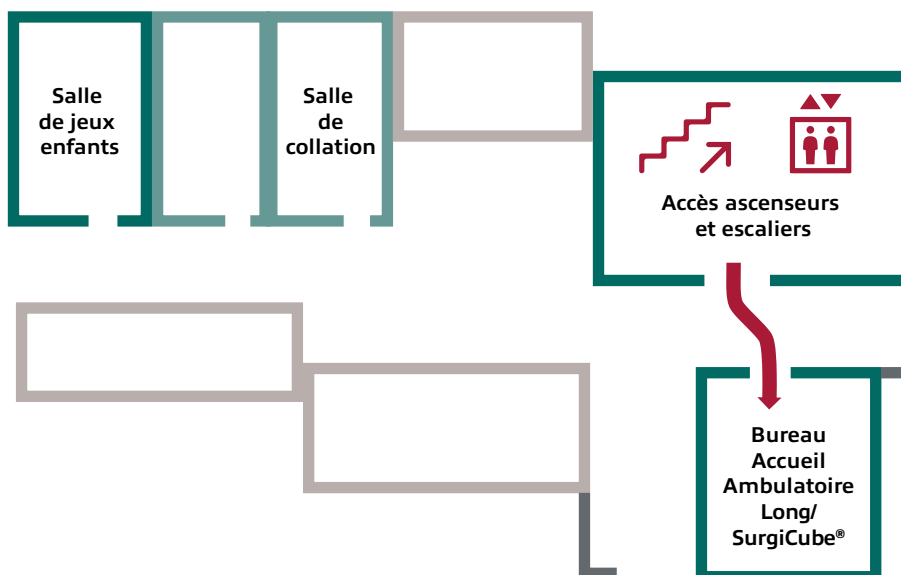 Salle
de jeux
enfants
Salle
de
collation
Accès ascenseurs
et escaliers
Bureau
Accueil
Ambulatoire
Long/
SurgiCube®